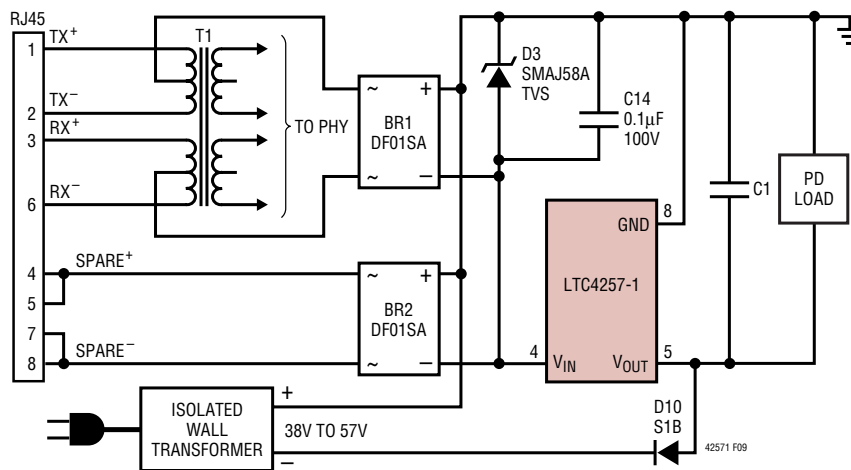 RJ45
1
TX+
2
TX−
3
RX+
6
RX−
4
SPARE+
5
7
8
SPARE−
T1
TO PHY
~
+
BR1
DF01SA
~
−
~
+
BR2
DF01SA
~
−
D3
SMAJ58A
TVS
C14
0.1µF
100V
8
GND
LTC4257-1
4
VIN
VOUT
5
C1
PD
LOAD
ISOLATED
WALL
TRANSFORMER
+
38V TO 57V
−
D10
S1B
42571 F09